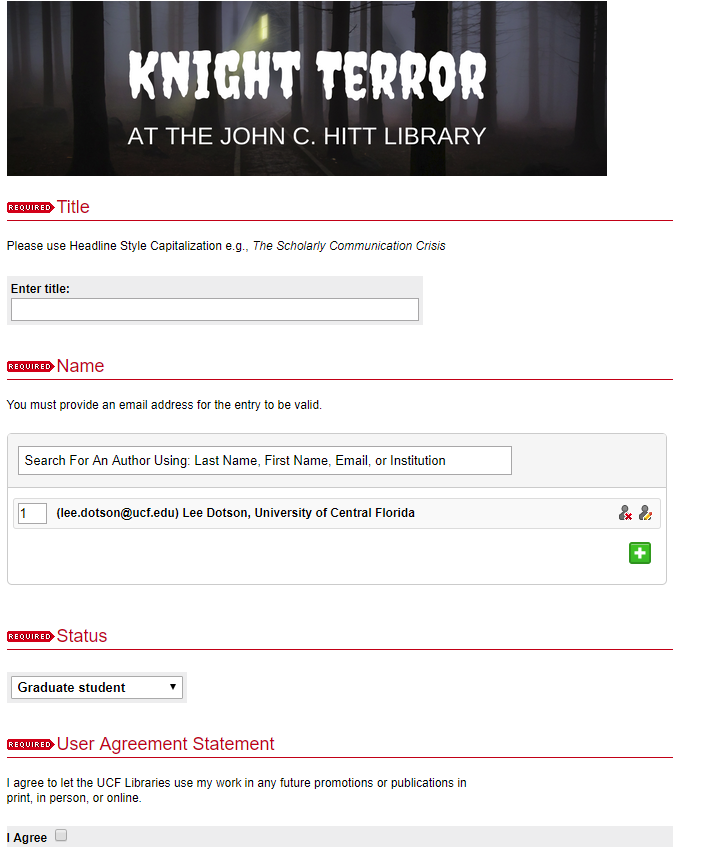 KNIGHT TERROR
AT THE JOHN C. HITT LIBRARY
REQUIRED Title
Please use Headline Style Capitalization e.g., The Scholarly Communication Crisis
Enter title:
REQUIRED Name
You must provide an email address for the entry to be valid.
Search For An Author Using: Last Name, First Name, Email, or Institution
1 (lee.dotson@ucf.edu) Lee Dotson, University of Central Florida
REQUIRED Status
Graduate student
REQUIRED User Agreement Statement
I agree to let the UCF Libraries use my work in any future promotions or publications in
print, in person, or online.
I Agree